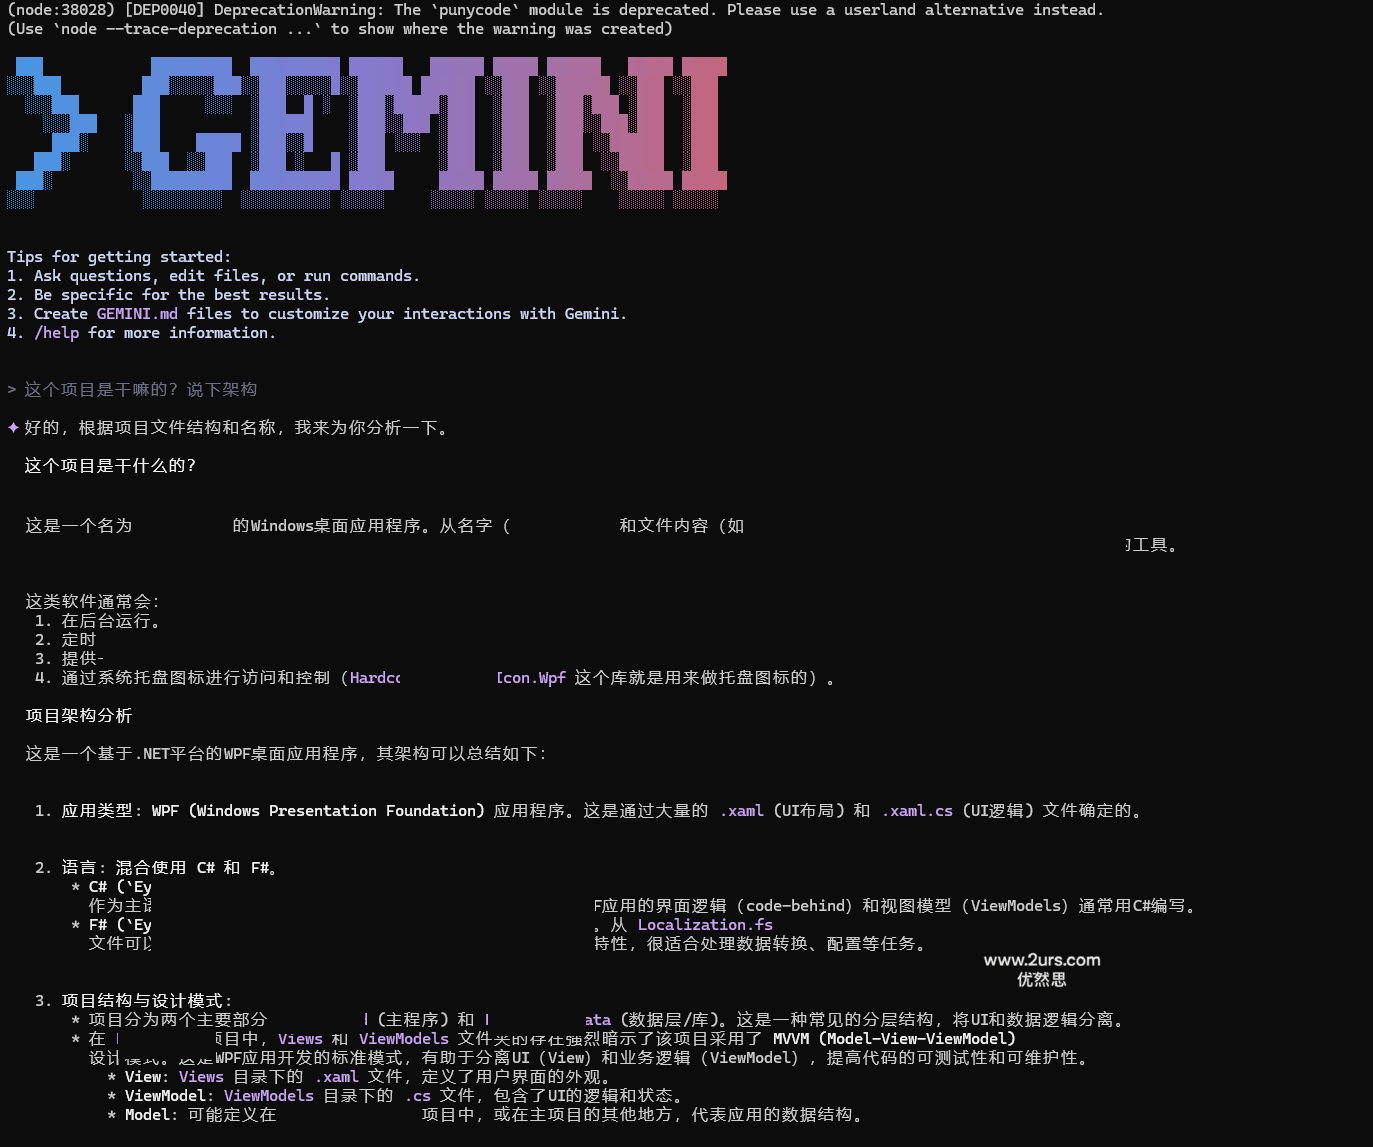 (node:38028) [DEP0040] DeprecationWarning: The `punycode` module is deprecated. Please use a userland alternative instead.
(Use `node --trace-deprecation ...` to show where the warning was created)
> GEMINI
Tips for getting started:
1. Ask questions, edit files, or run commands.
2. Be specific for the best results.
3. Create GEMINI.md files to customize your interactions with Gemini.
4. /help for more information.
> 这个项目是干嘛的？说下架构
✦ 好的，根据项目文件结构和名称，我来为你分析一下。
这个项目是干什么的？
这是一个名为 的Windows桌面应用程序。从名字（ 和文件内容（如
工具。
这类软件通常会：
1. 在后台运行。
2. 定时
3. 提供-
4. 通过系统托盘图标进行访问和控制（Hardc Icon.Wpf 这个库就是用来做托盘图标的）。
项目架构分析
这是一个基于.NET平台的WPF桌面应用程序，其架构可以总结如下：
1. 应用类型：WPF (Windows Presentation Foundation) 应用程序。这是通过大量的 .xaml (UI布局) 和 .xaml.cs (UI逻辑) 文件确定的。
2. 语言：混合使用 C# 和 F#。
* C# (`Ey
作为主语 F应用的界面逻辑（code-behind）和视图模型（ViewModels）通常用C#编写。
* F# (`Ey 。从 Localization.fs
文件可以 特性，很适合处理数据转换、配置等任务。
www.2urs.com
优然思
3. 项目结构与设计模式：
* 项目分为两个主要部分 (主程序) 和 ata (数据层/库)。这是一种常见的分层结构，将UI和数据逻辑分离。
* 在 项目中，Views 和 ViewModels 文件夹的存在强烈暗示了该项目采用了 MVVM (Model-View-ViewModel)
设计模式。这是WPF应用开发的标准模式，有助于分离UI（View）和业务逻辑（ViewModel），提高代码的可测试性和可维护性。
* View: Views 目录下的 .xaml 文件，定义了用户界面的外观。
* ViewModel: ViewModels 目录下的 .cs 文件，包含了UI的逻辑和状态。
* Model: 可能定义在 项目中，或在主项目的其他地方，代表应用的数据结构。